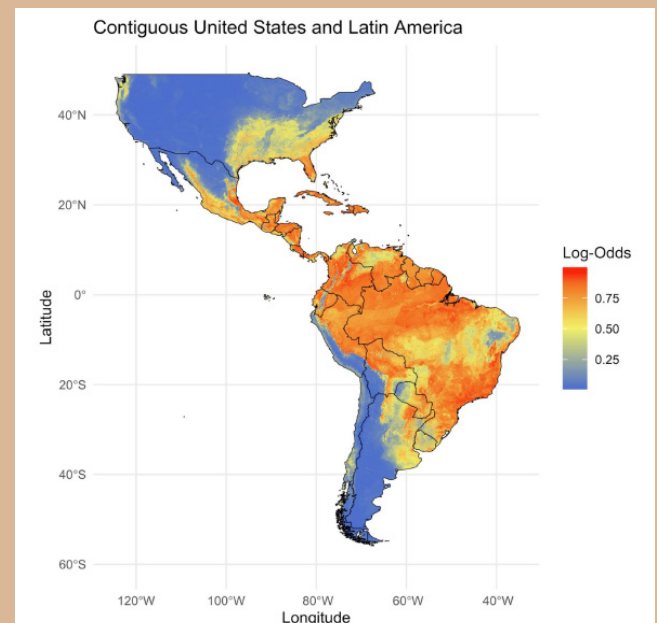 Contiguous United States and Latin America
40°N
20°N
0°
20°S
40°S
60°S
Latitude
120°W 100°W 80°W 60°W 40°W
Longitude
Log-Odds
0.75
0.50
0.25